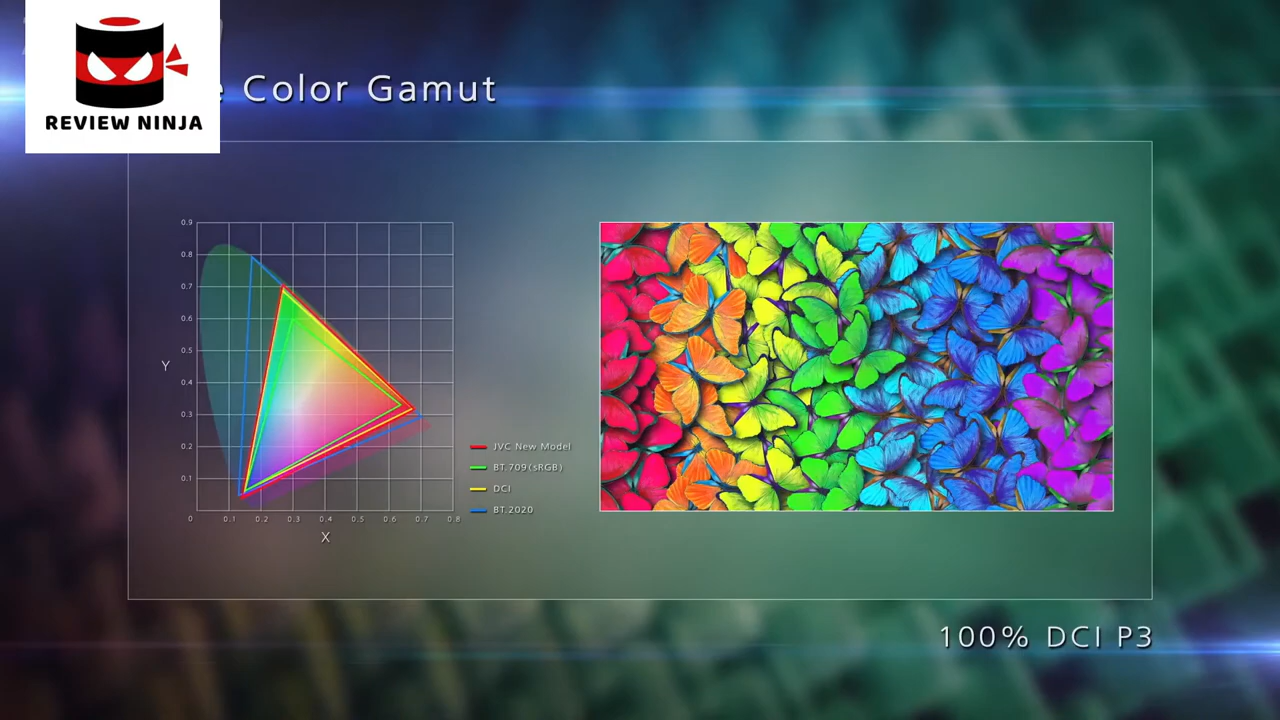 REVIEW NINJA
e Color Gamut
0.9
0.8
0.7
0.6
0.5
0.4
0.3
0.2
0.1
Y
0 0.1 0.2 0.3 0.4 0.5 0.6 0.7 0.8
X
JVC New Model
BT.709(sRGB)
DCI
BT.2020
100% DCI P3